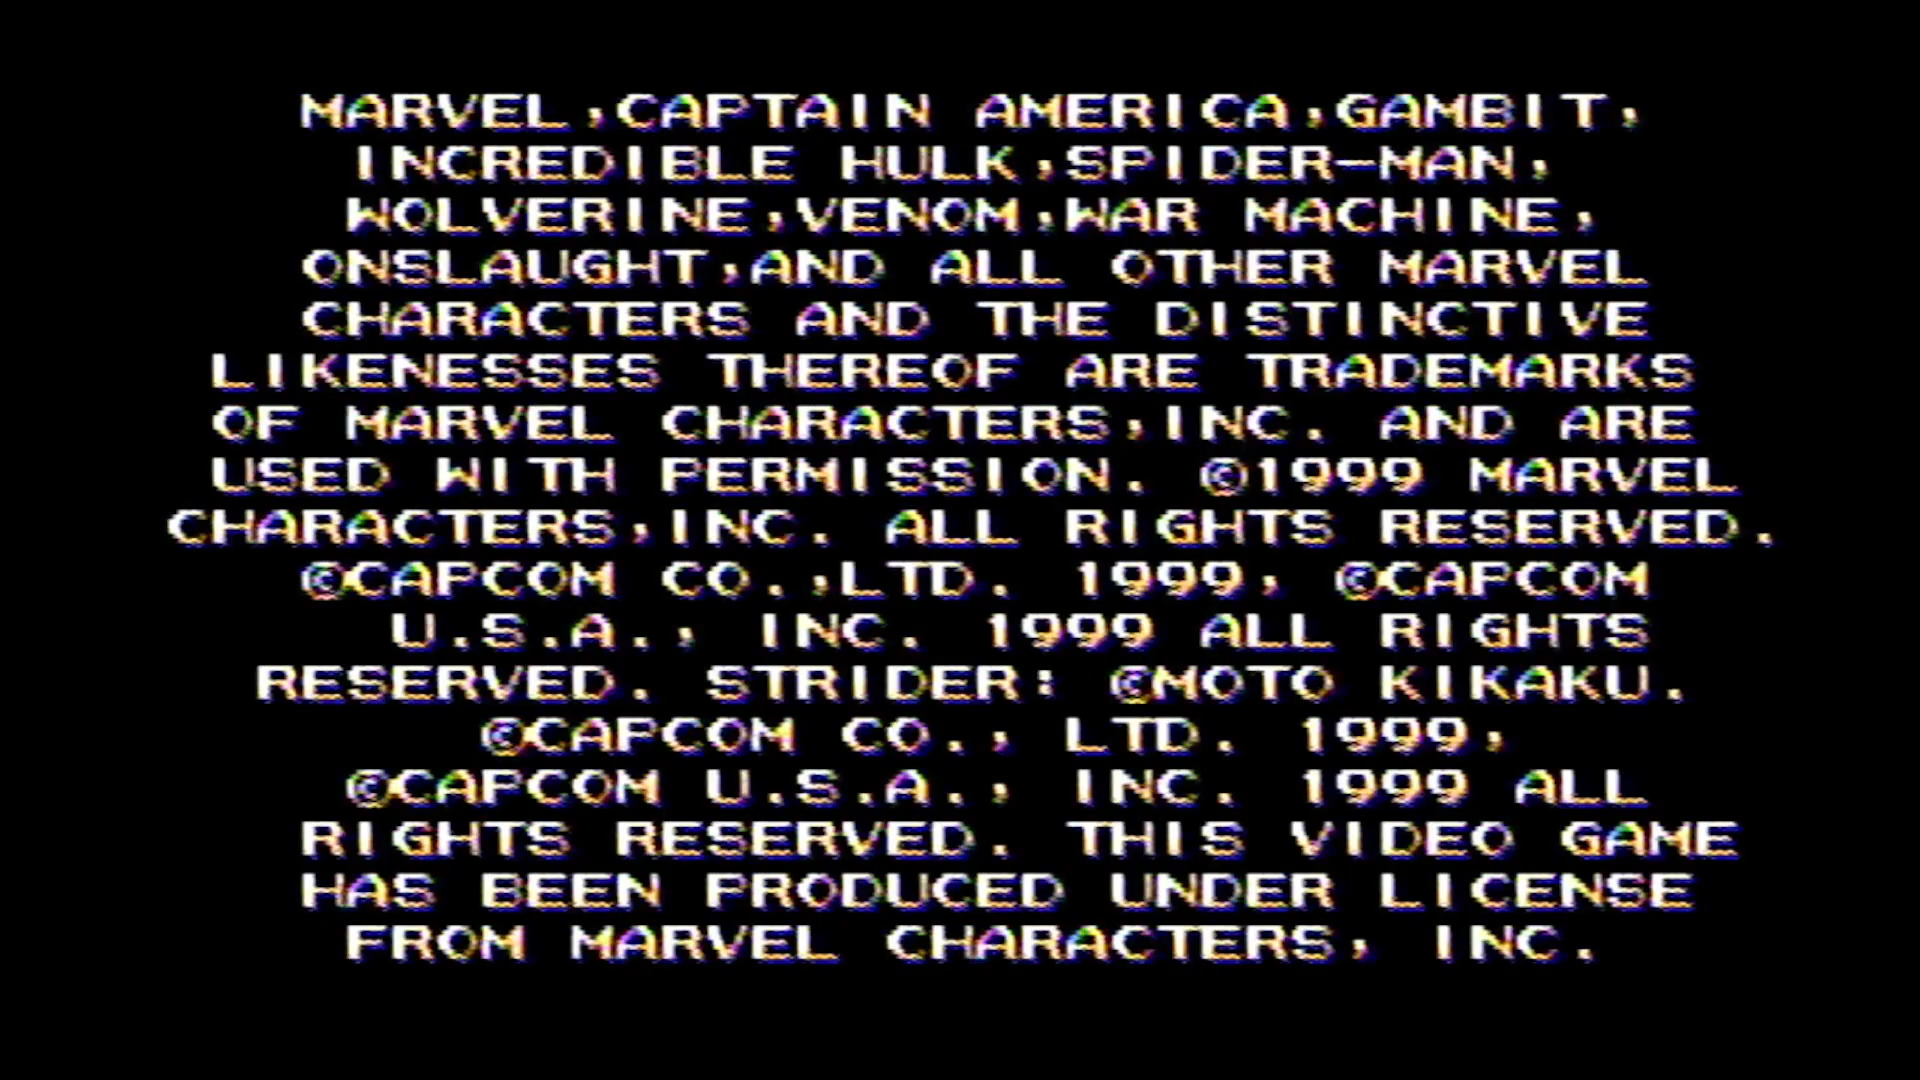 MARVEL,CAPTAIN AMERICA,GAMBIT,
INCREDIBLE HULK,SPIDER-MAN,
WOLVERINE,VENOM,WAR MACHINE,
ONSLAUGHT,AND ALL OTHER MARVEL
CHARACTERS AND THE DISTINCTIVE
LIKENESSES THEREOF ARE TRADEMARKS
OF MARVEL CHARACTERS,INC. AND ARE
USED WITH PERMISSION. ©1999 MARVEL
CHARACTERS,INC. ALL RIGHTS RESERVED.
©CAPCOM CO.,LTD. 1999, ©CAPCOM
U.S.A., INC. 1999 ALL RIGHTS
RESERVED. STRIDER: ©MOTO KIKAKU.
©CAPCOM CO., LTD. 1999,
©CAPCOM U.S.A., INC. 1999 ALL
RIGHTS RESERVED. THIS VIDEO GAME
HAS BEEN PRODUCED UNDER LICENSE
FROM MARVEL CHARACTERS, INC.